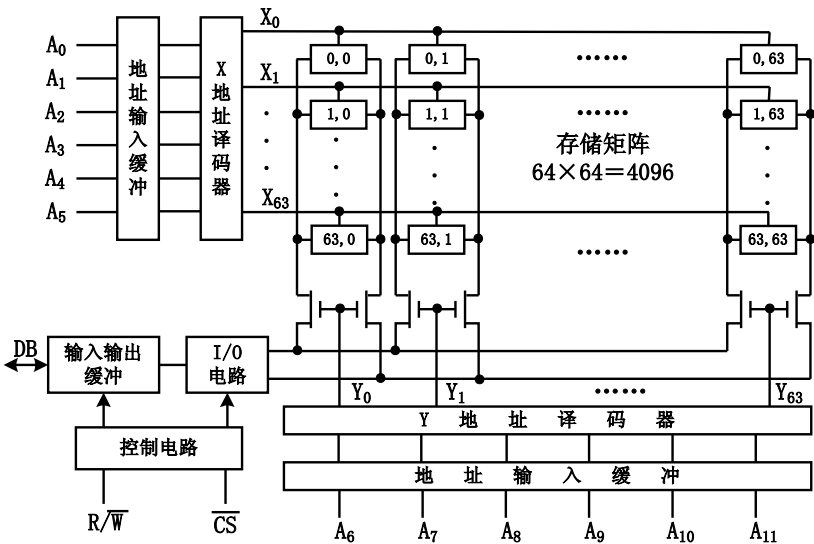 X₀
A₀
A₁
A₂
A₃
A₄
A₅
地址输入缓冲
X地址译码器
X₁
X₆₃
0,0
0,1
······
0,63
1,0
1,1
······
1,63
存储矩阵
64×64＝4096
63,0
63,1
······
63,63
DB
输入输出
缓冲
I/O
电路
Y₀
Y₁
······
Y₆₃
Y 地 址 译 码 器
控制电路
地 址 输 入 缓 冲
R/W̅
C̅S̅
A₆
A₇
A₈
A₉
A₁₀
A₁₁